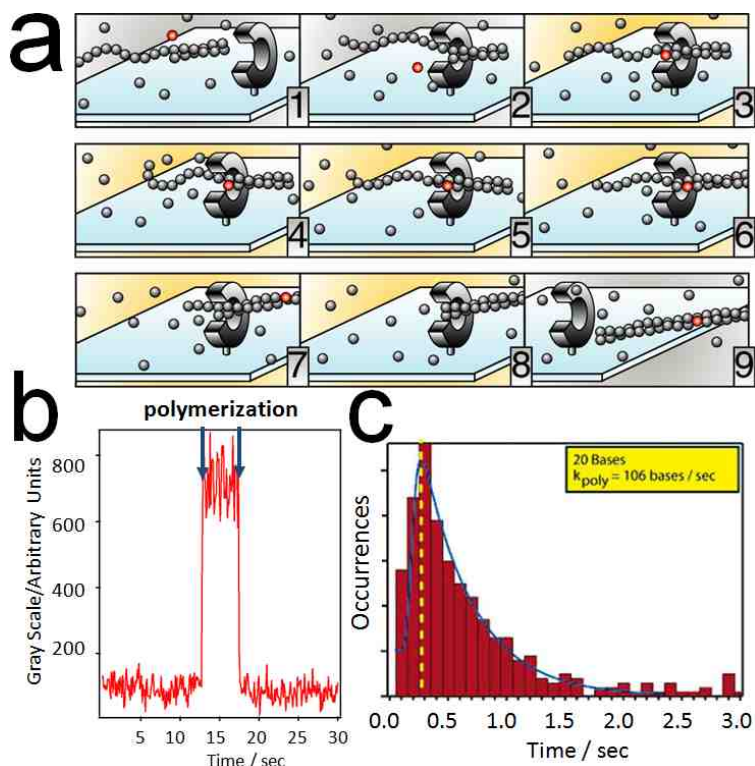 a
1
2
3
4
5
6
7
8
9
b
polymerization
Gray Scale/Arbitrary Units
800
600
400
200
5
10
15
20
25
30
Time / sec
c
20 Bases
kpoly = 106 bases / sec
Occurrences
0.0
0.5
1.0
1.5
2.0
2.5
3.0
Time / sec